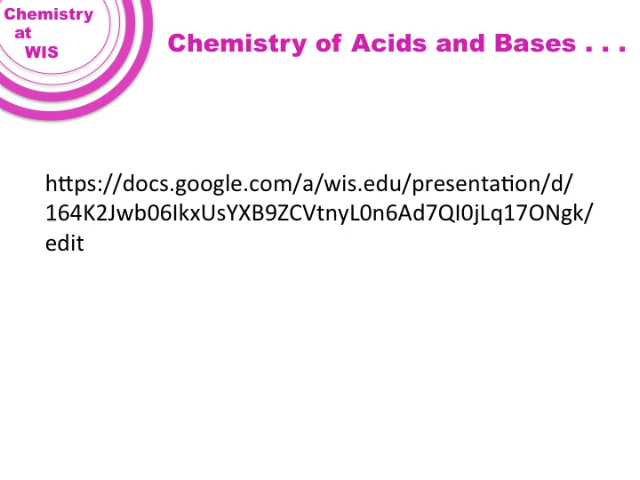 Chemistry
at
WIS
Chemistry of Acids and Bases . . .
https://docs.google.com/a/wis.edu/presentation/d/
164K2Jwb06IkxUsYXB9ZCVtnyL0n6Ad7QI0jLq17ONgk/
edit